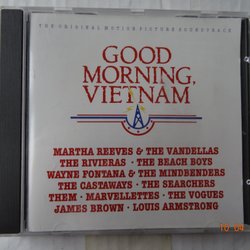 THE ORIGINAL MOTION PICTURE SOUNDTRACK
GOOD
MORNING,
VIETNAM
MARTHA REEVES & THE VANDELLAS
THE RIVIERAS · THE BEACH BOYS
WAYNE FONTANA & THE MINDBENDERS
THE CASTAWAYS · THE SEARCHERS
THEM · MARVELETTES · THE VOGUES
JAMES BROWN · LOUIS ARMSTRONG